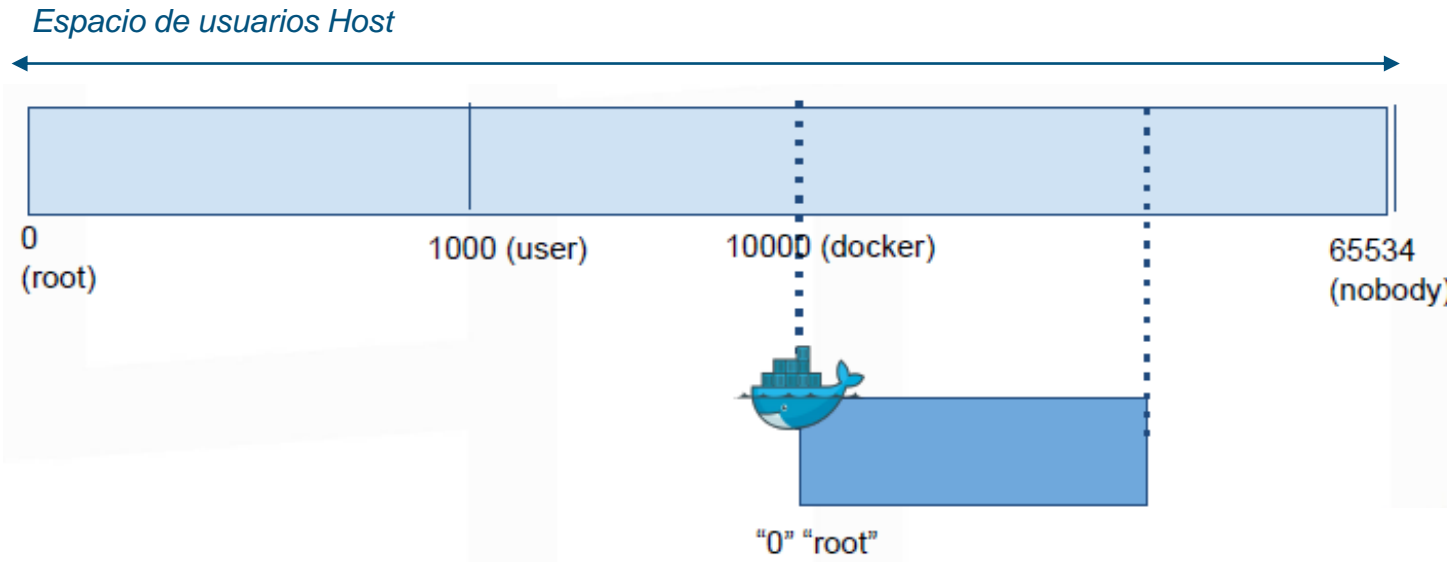 Espacio de usuarios Host
0
(root)
1000 (user)
10000 (docker)
65534
(nobody)
“0” “root”